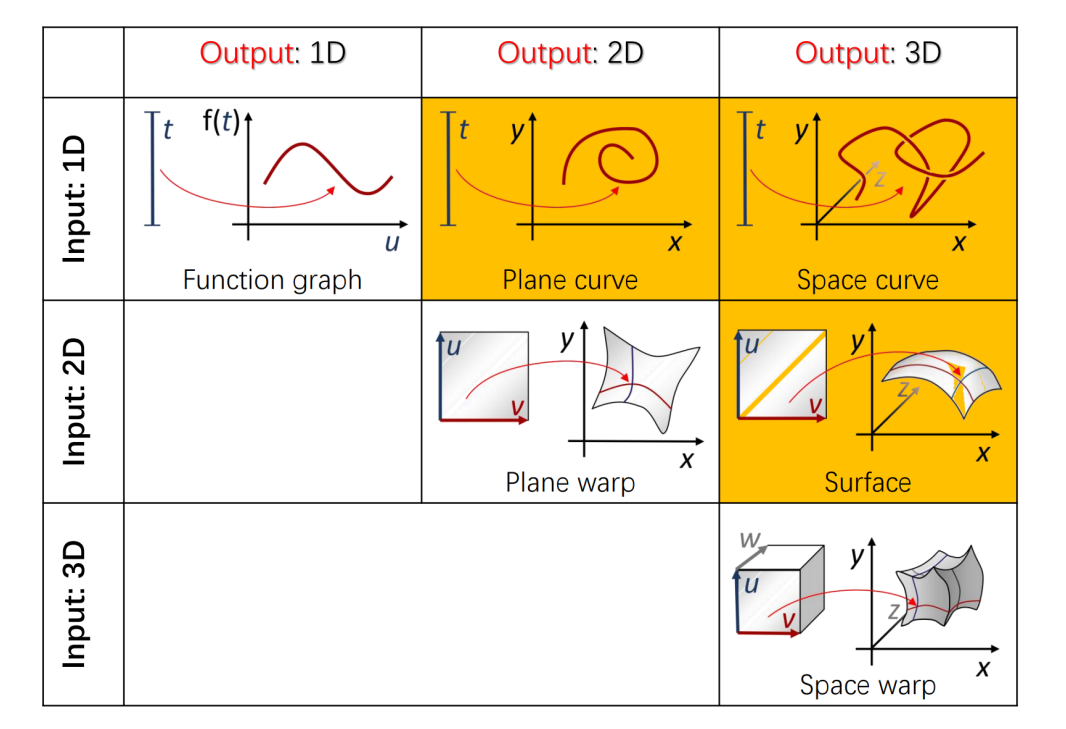 Output: 1D
Output: 2D
Output: 3D
Input: 1D
t
f(t)
u
Function graph
t
y
x
Plane curve
t
y
z
x
Space curve
Input: 2D
u
v
y
x
Plane warp
u
v
y
z
x
Surface
Input: 3D
w
u
v
y
z
x
Space warp